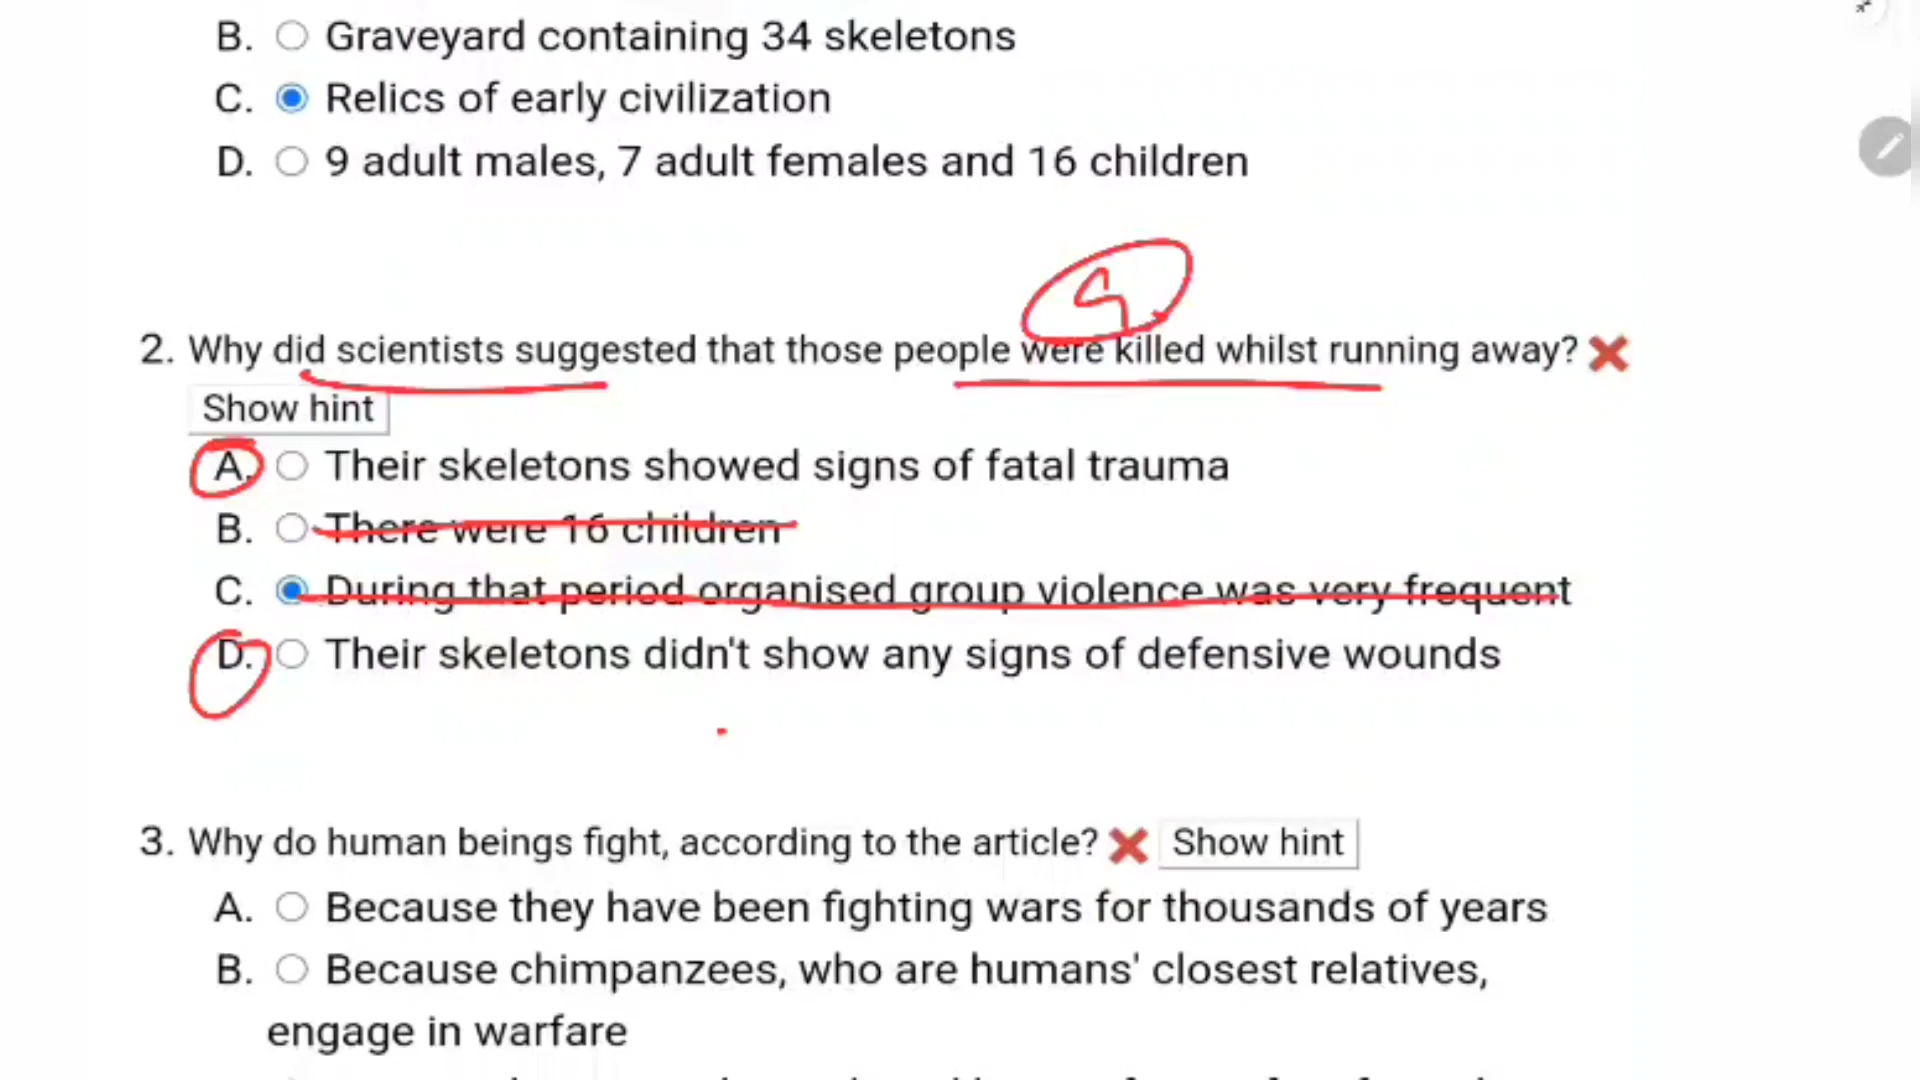 B. Graveyard containing 34 skeletons
C. Relics of early civilization
D. 9 adult males, 7 adult females and 16 children
2. Why did scientists suggested that those people were killed whilst running away?
Show hint
A. Their skeletons showed signs of fatal trauma
B. There were 16 children
C. During that period organised group violence was very frequent
D. Their skeletons didn't show any signs of defensive wounds
3. Why do human beings fight, according to the article? Show hint
A. Because they have been fighting wars for thousands of years
B. Because chimpanzees, who are humans' closest relatives,
engage in warfare